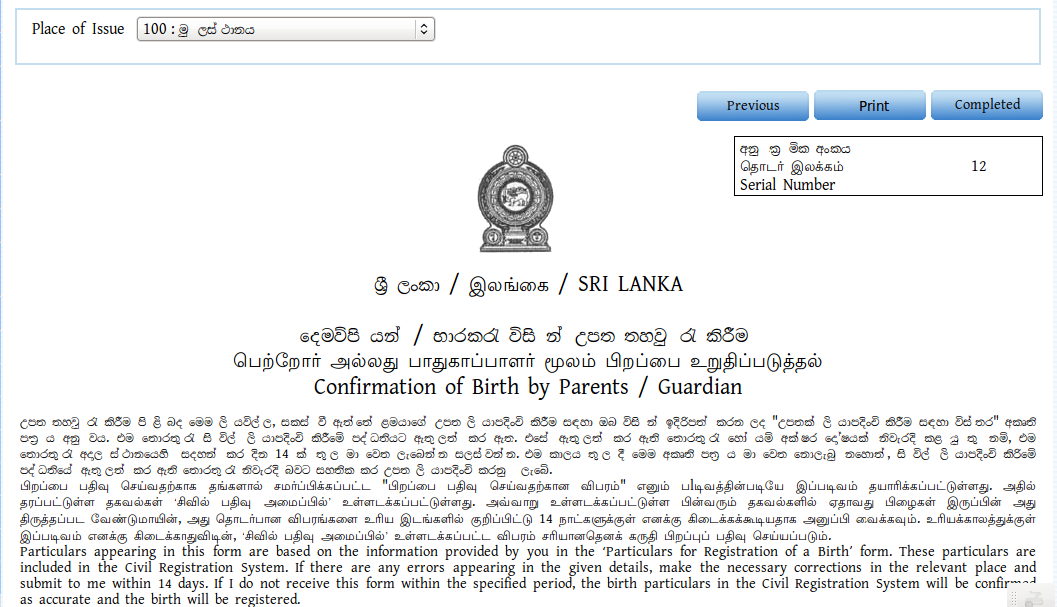 Place of Issue 100 : මූලස්ථානය
Previous Print Completed
අනුක්‍රමික අංකය
தொடர் இலக்கம் 12
Serial Number
ශ්‍රී ලංකා / இலங்கை / SRI LANKA
දෙමව්පියන් / භාරකරු විසින් උපත තහවුරු කිරීම
பெற்றோர் அல்லது பாதுகாப்பாளர் மூலம் பிறப்பை உறுதிப்படுத்தல்
Confirmation of Birth by Parents / Guardian
උපත තහවුරු කිරීම පිළිබද මෙම ලියවිල්ල, සකස් වී ඇත්තේ ළමයාගේ උපත ලියාපදිංචි කිරීම සඳහා ඔබ විසින් ඉදිරිපත් කරන ලද "උපතක් ලියාපදිංචි කිරීම සඳහා විස්තර" ආකෘති
පත්‍රය අනුවය. එම තොරතුරු සිවිල් ලියාපදිංචි කිරීමේ පද්ධතියට ඇතුලත් කර ඇත. එසේ ඇතුලත් කර ඇති තොරතුරු හෝ යම් අක්ෂර දෝෂයක් නිවැරදි කළ යුතු නම්, එම
තොරතුරු අදාල ස්ථානයෙහි සදහන් කර දින 14 ක් තුල මා වෙත ලැබෙන්න සලස්වන්න. එම කාලය තුල දී මෙම ආකෘති පත්‍රය මා වෙත නොලැබුනහොත්, සිවිල් ලියාපදිංචි කිරීමේ
පද්ධතියේ ඇතුලත් කර ඇති තොරතුරු නිවැරදි බවට සහතික කර උපත ලියාපදිංචි කරනු ලැබේ.
பிறப்பை பதிவு செய்வதற்காக தங்களால் சமர்ப்பிக்கப்பட்ட "பிறப்பை பதிவு செய்வதற்கான விபரம்" எனும் படிவத்தின்படியே இப்படிவம் தயாரிக்கப்பட்டுள்ளது. அதில்
தரப்பட்டுள்ள தகவல்கள் 'சிவில் பதிவு அமைப்பில்' உள்ளடக்கப்பட்டுள்ளது. அவ்வாறு உள்ளடக்கப்பட்டுள்ள பின்வரும் தகவல்களில் ஏதாவது பிழைகள் இருப்பின் அது
திருத்தப்பட வேண்டுமாயின், அது தொடர்பான விபரங்களை உரிய இடங்களில் குறிப்பிட்டு 14 நாட்களுக்குள் எனக்கு கிடைக்கக்கூடியதாக அனுப்பி வைக்கவும். உரியக்காலத்துக்குள்
இப்படிவம் எனக்கு கிடைக்காதுவிடின், 'சிவில் பதிவு அமைப்பில்' உள்ளடக்கப்பட்ட விபரம் சரியானதெனக் கருதி பிறப்புப் பதிவு செய்யப்படும்.
Particulars appearing in this form are based on the information provided by you in the 'Particulars for Registration of a Birth' form. These particulars are
included in the Civil Registration System. If there are any errors appearing in the given details, make the necessary corrections in the relevant place and
submit to me within 14 days. If I do not receive this form within the specified period, the birth particulars in the Civil Registration System will be confirmed
as accurate and the birth will be registered.